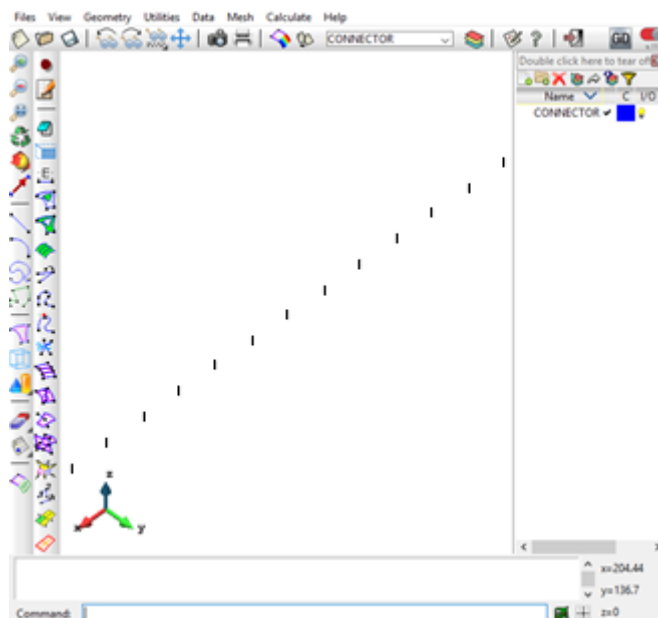 Files View Geometry Utilities Data Mesh Calculate Help
CONNECTOR
GD
Double click here to tear of
Name C I/O
CONNECTOR
z
x
y
x=204.44
y=136.7
Command:
z=0